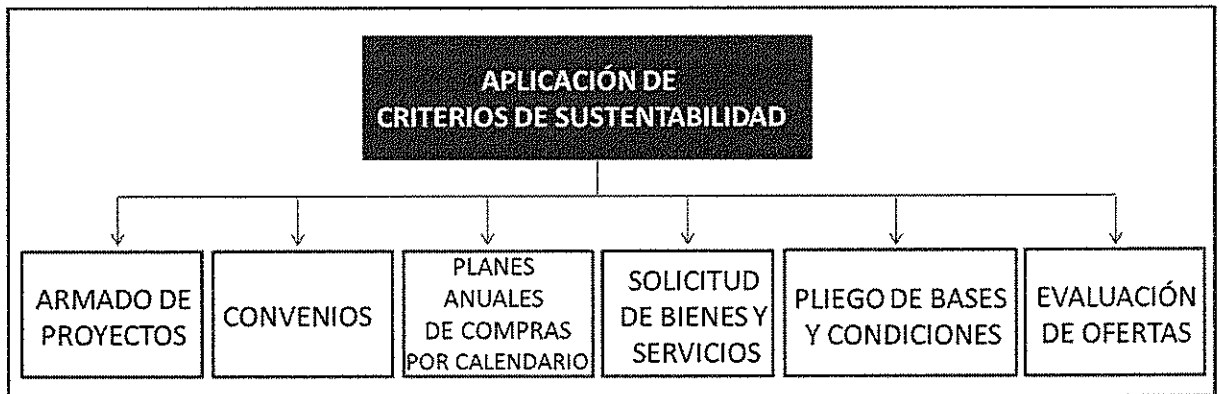 APLICACIÓN DE
CRITERIOS DE SUSTENTABILIDAD
ARMADO DE
PROYECTOS
CONVENIOS
PLANES
ANUALES
DE COMPRAS
POR CALENDARIO
SOLICITUD
DE BIENES Y
SERVICIOS
PLIEGO DE BASES
Y CONDICIONES
EVALUACIÓN
DE OFERTAS